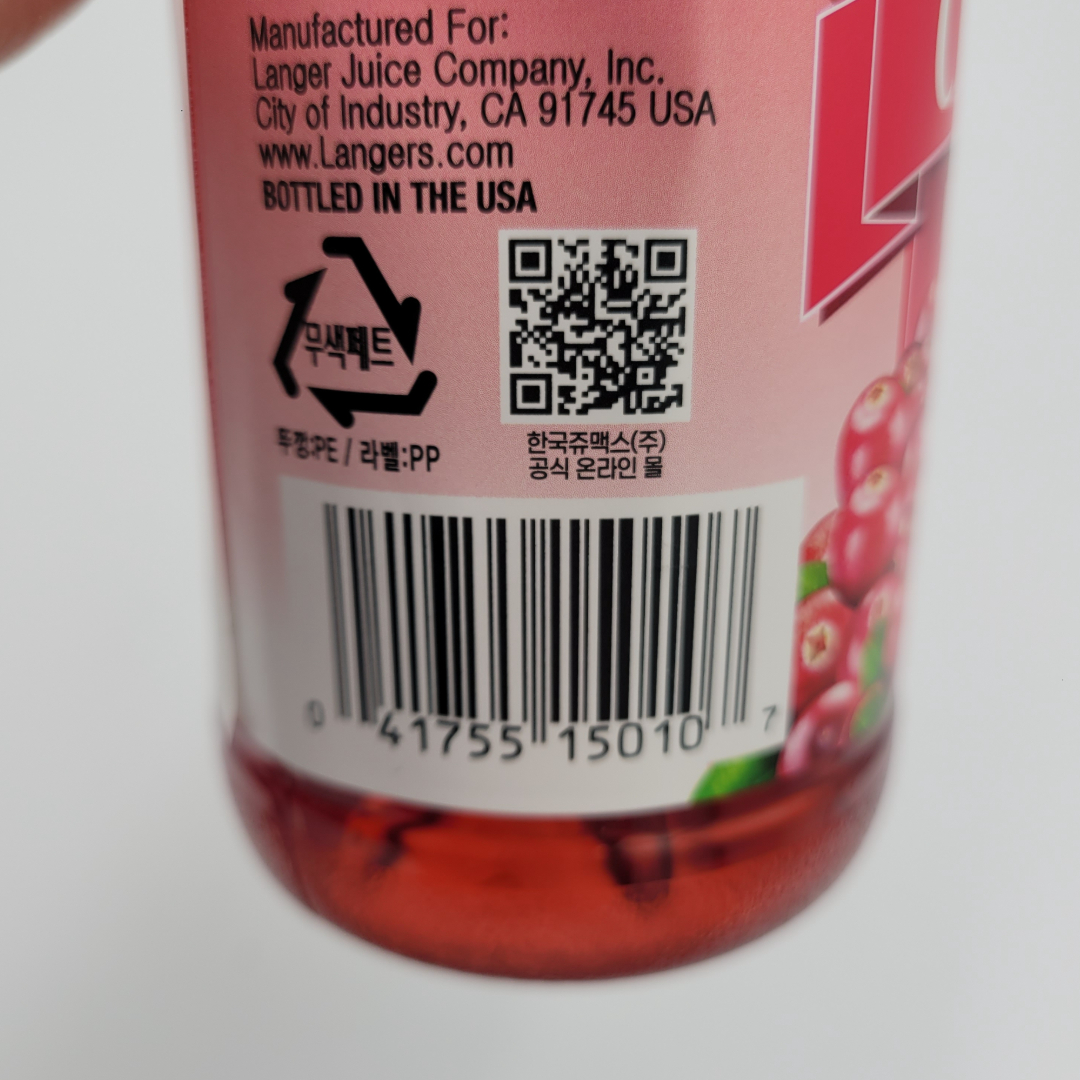 Manufactured For:
Langer Juice Company, Inc.
City of Industry, CA 91745 USA
www.Langers.com
BOTTLED IN THE USA
무색페트
뚜껑:PE / 라벨:PP
한국쥬맥스(주)
공식 온라인 몰
0 41755 15010 7